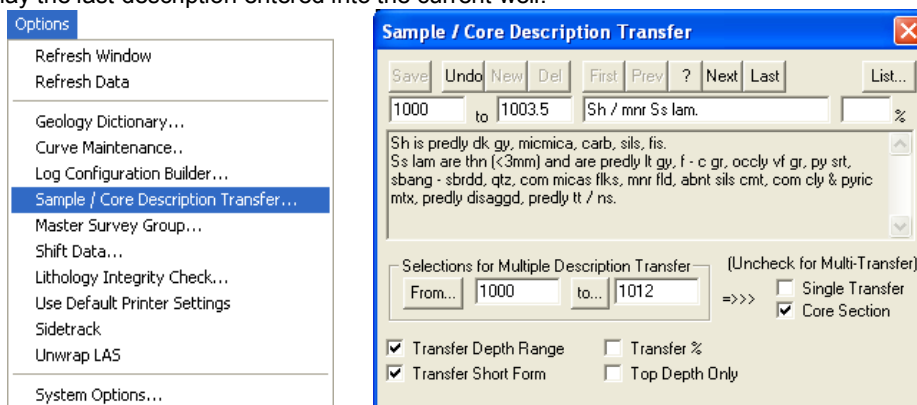 lay the last description entered into the current well.
Options
Refresh Window
Refresh Data
Geology Dictionary...
Curve Maintenance..
Log Configuration Builder...
Sample / Core Description Transfer...
Master Survey Group...
Shift Data...
Lithology Integrity Check...
Use Default Printer Settings
Sidetrack
Unwrap LAS
System Options...
Sample / Core Description Transfer
Save Undo New Del First Prev ? Next Last List...
1000 to 1003.5 Sh / mnr Ss lam. %
Sh is predly dk gy, micmica, carb, sils, fis.
Ss lam are thn (<3mm) and are predly lt gy, f - c gr, occly vf gr, py srt,
sbang - sbrdd, qtz, com micas flks, mnr fld, abnt sils cmt, com cly & pyric
mtx, predly disaggd, predly tt / ns.
Selections for Multiple Description Transfer (Uncheck for Multi-Transfer)
From... 1000 to... 1012 =>>> Single Transfer
Core Section
Transfer Depth Range Transfer %
Transfer Short Form Top Depth Only